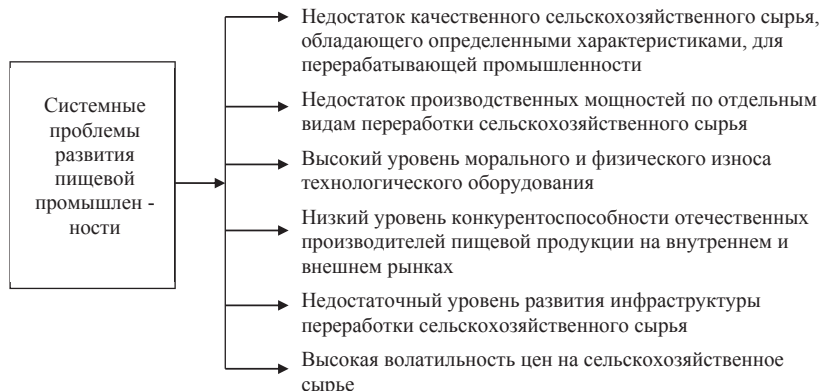 Системные
проблемы
развития
пищевой
промышлен -
ности
Недостаток качественного сельскохозяйственного сырья,
обладающего определенными характеристиками, для
перерабатывающей промышленности
Недостаток производственных мощностей по отдельным
видам переработки сельскохозяйственного сырья
Высокий уровень морального и физического износа
технологического оборудования
Низкий уровень конкурентоспособности отечественных
производителей пищевой продукции на внутреннем и
внешнем рынках
Недостаточный уровень развития инфраструктуры
переработки сельскохозяйственного сырья
Высокая волатильность цен на сельскохозяйственное
сырье